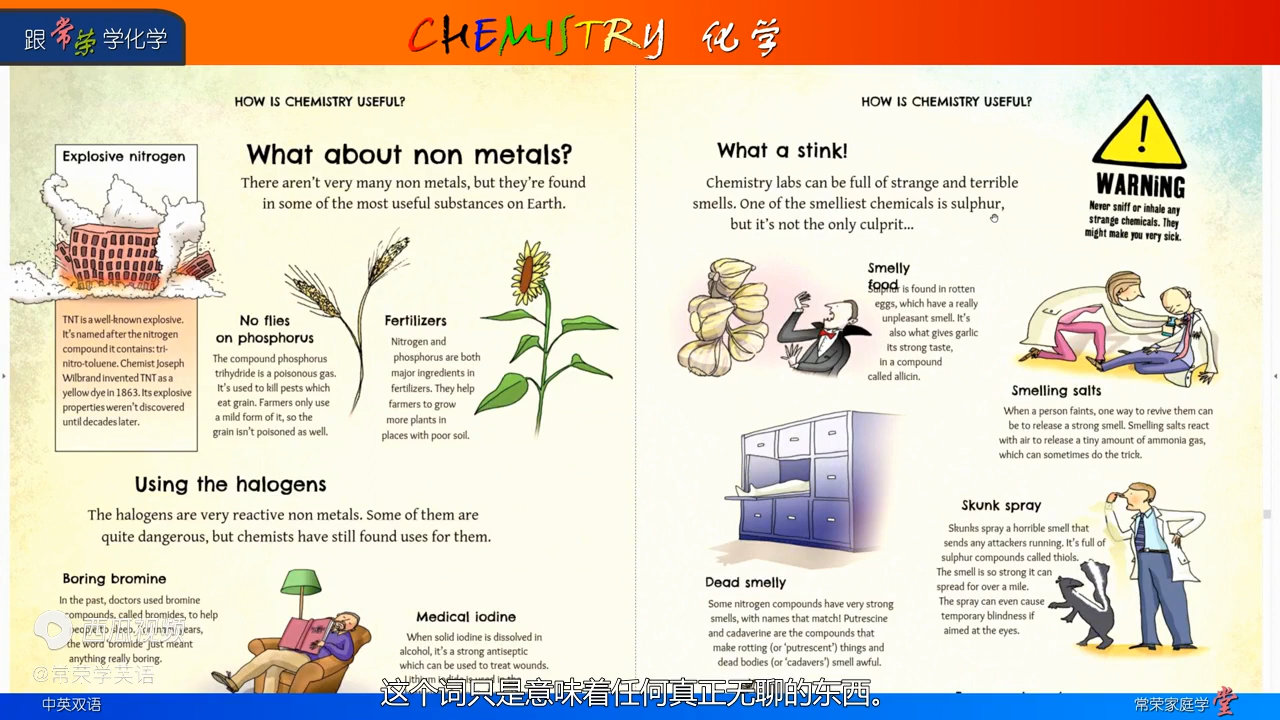 跟常荣学化学
CHEMISTRY 化学
HOW IS CHEMISTRY USEFUL?
Explosive nitrogen
TNT is a well-known explosive.
It's named after the nitrogen
compound it contains: tri-
nitro-toluene. Chemist Joseph
Wilbrand invented TNT as a
yellow dye in 1863. Its explosive
properties weren't discovered
until decades later.
What about non metals?
There aren't very many non metals, but they're found
in some of the most useful substances on Earth.
No flies
on phosphorus
The compound phosphorus
trihydride is a poisonous gas.
It's used to kill pests which
eat grain. Farmers only use
a mild form of it, so the
grain isn't poisoned as well.
Fertilizers
Nitrogen and
phosphorus are both
major ingredients in
fertilizers. They help
farmers to grow
more plants in
places with poor soil.
Using the halogens
The halogens are very reactive non metals. Some of them are
quite dangerous, but chemists have still found uses for them.
Boring bromine
In the past, doctors used bromine
compounds, called bromides, to help
people to sleep. years,
the word 'bromide' just meant
anything really boring.
Medical iodine
When solid iodine is dissolved in
alcohol, it's a strong antiseptic
which can be used to treat wounds.
HOW IS CHEMISTRY USEFUL?
What a stink!
Chemistry labs can be full of strange and terrible
smells. One of the smelliest chemicals is sulphur,
but it's not the only culprit...
WARNING
Never sniff or inhale any
strange chemicals. They
might make you very sick.
Smelly
food
Sulphur is found in rotten
eggs, which have a really
unpleasant smell. It's
also what gives garlic
its strong taste,
in a compound
called allicin.
Smelling salts
When a person faints, one way to revive them can
be to release a strong smell. Smelling salts react
with air to release a tiny amount of ammonia gas,
which can sometimes do the trick.
Dead smelly
Some nitrogen compounds have very strong
smells, with names that match! Putrescine
and cadaverine are the compounds that
make rotting (or 'putrescent') things and
dead bodies (or 'cadavers') smell awful.
Skunk spray
Skunks spray a horrible smell that
sends any attackers running. It's full of
sulphur compounds called thiols.
The smell is so strong it can
spread for over a mile.
The spray can even cause
temporary blindness if
aimed at the eyes.
西瓜视频
@常荣学英语
这个词只是意味着任何真正无聊的东西。
中英双语
常荣家庭学堂